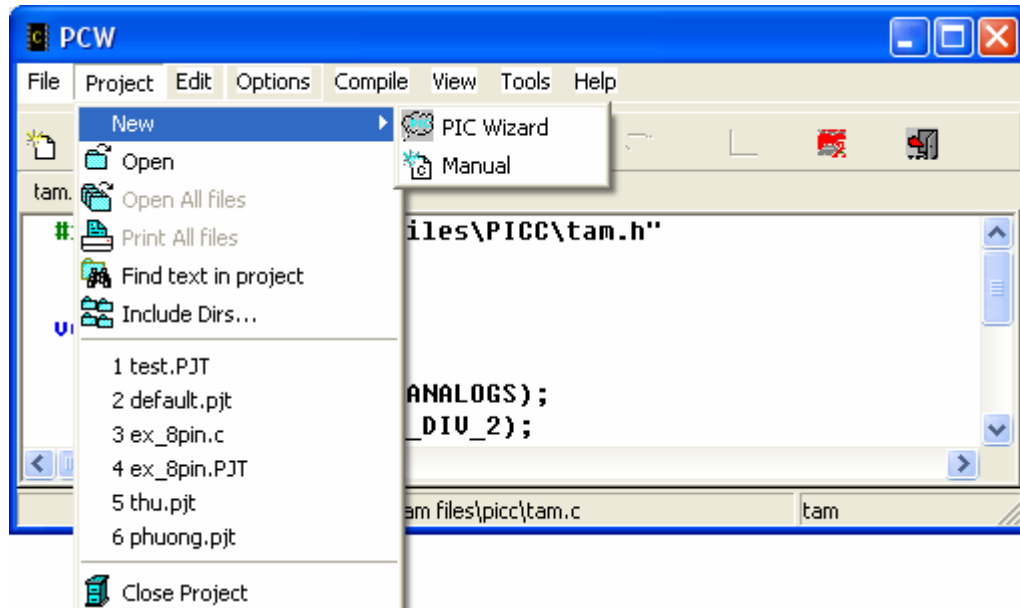 PCW
File Project Edit Options Compile View Tools Help
New
PIC Wizard
Open
Manual
tam.
Open All files
#
iles\PICC\tam.h"
Print All files
Find text in project
Include Dirs...
1 test.PJT
2 default.pjt
ANALOGS);
3 ex_8pin.c
_DIV_2);
4 ex_8pin.PJT
5 thu.pjt
am files\picc\tam.c
tam
6 phuong.pjt
Close Project